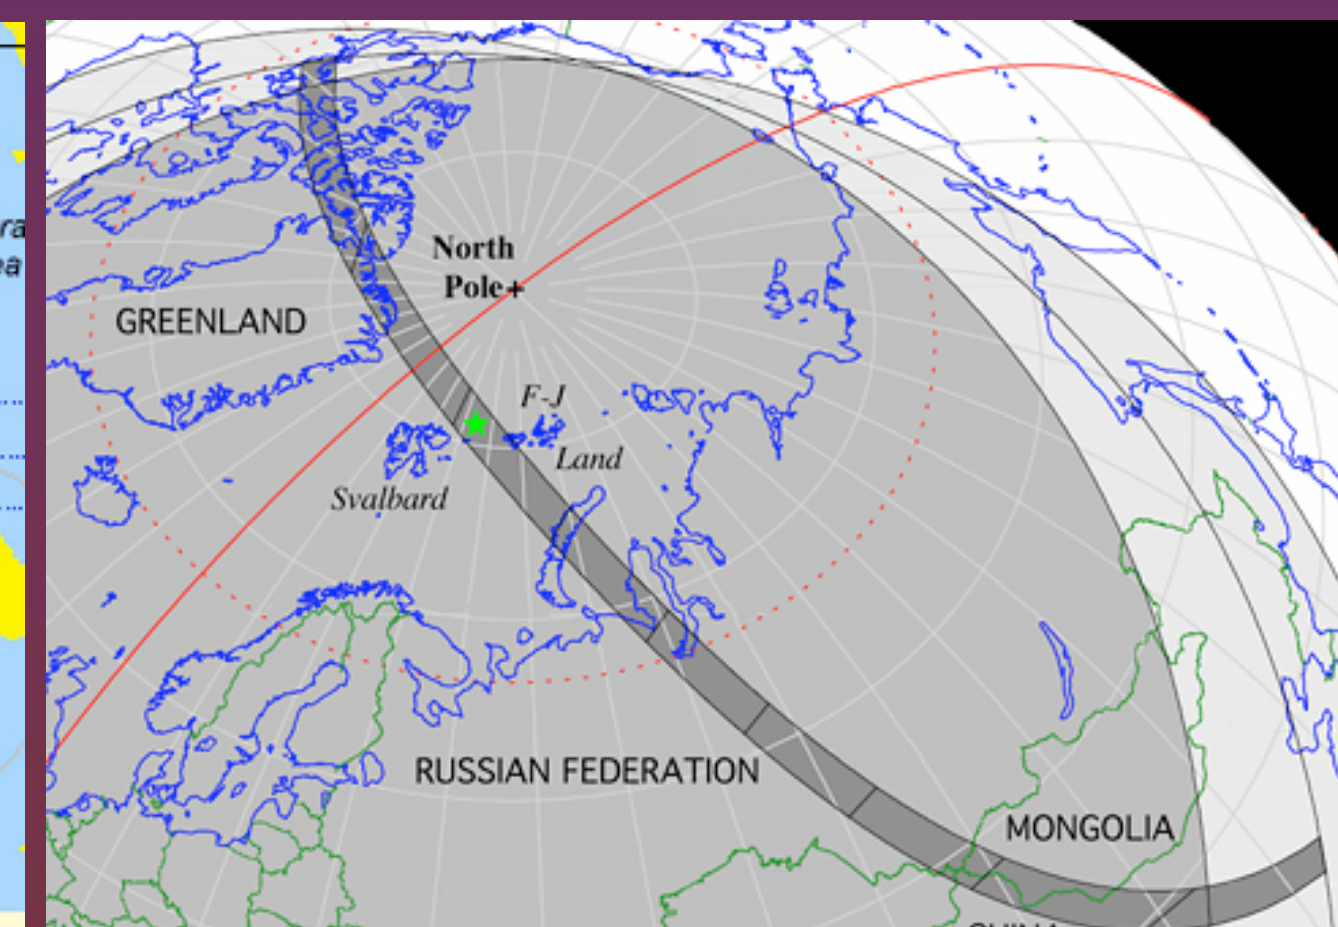 North
Pole+
GREENLAND
F-J
Land
Svalbard
RUSSIAN FEDERATION
MONGOLIA